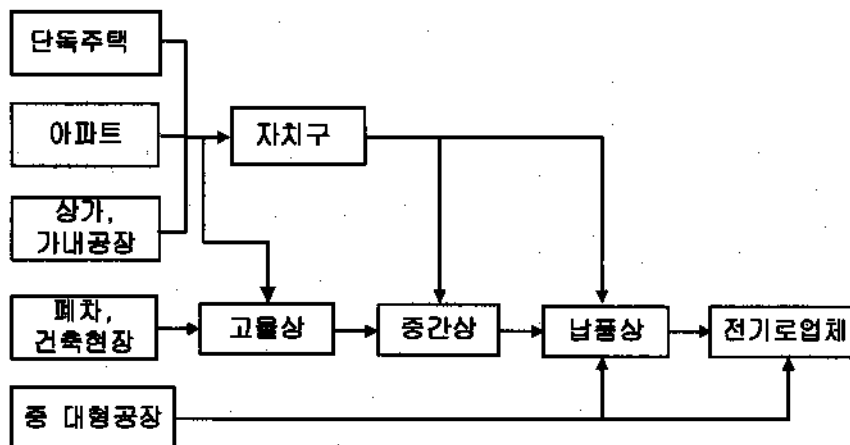 단독주택
아파트
자치구
상가,
가내공장
폐차,
건축현장
고물상
중간상
납품상
전기로업체
중 대형공장